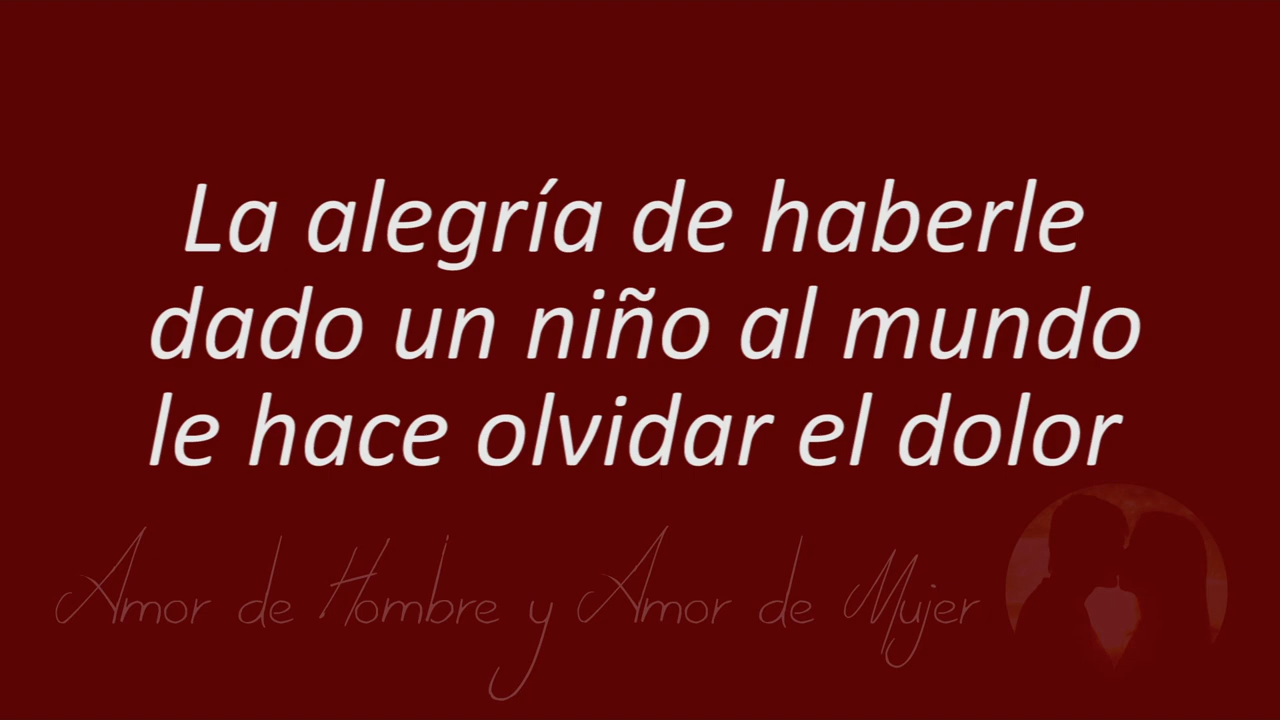 La alegría de haberle
dado un niño al mundo
le hace olvidar el dolor
Amor de Hombre y Amor de Mujer